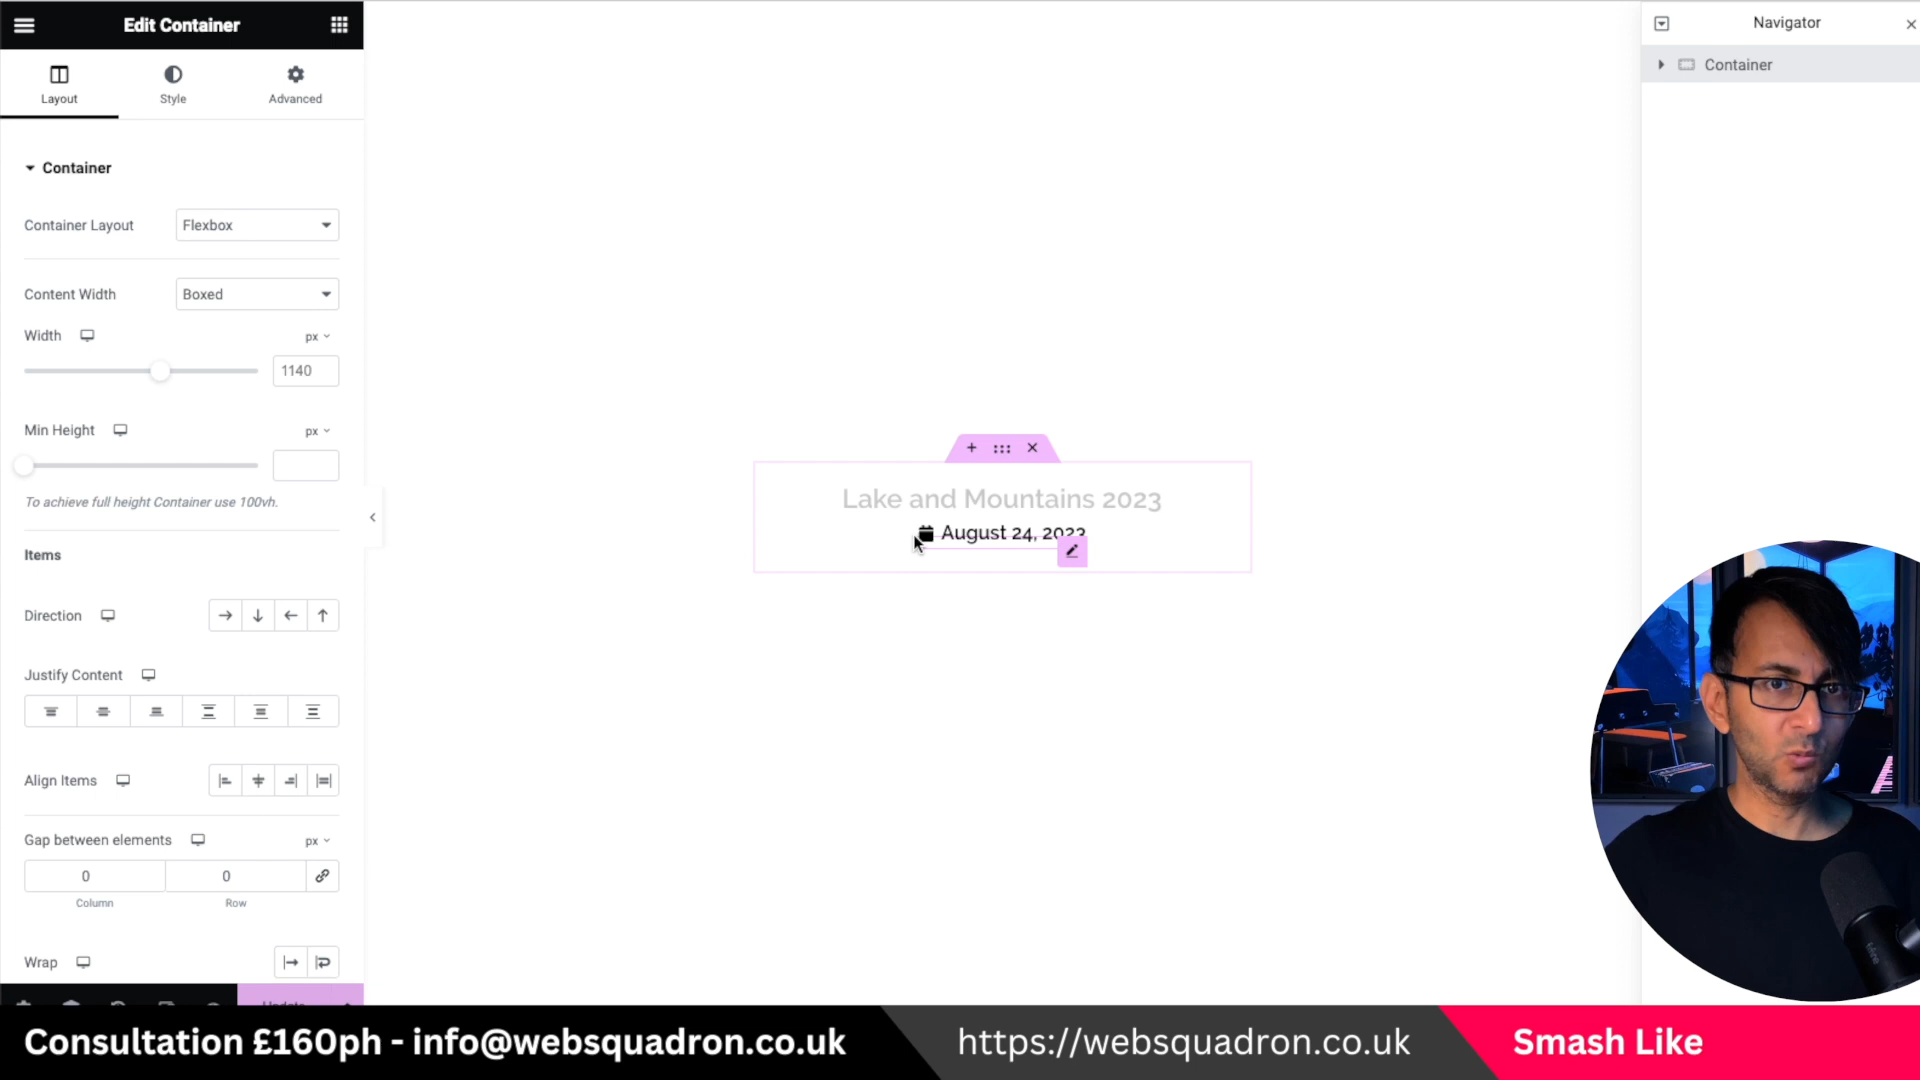 Edit Container
Layout
Style
Advanced
Container
Container Layout
Flexbox
Content Width
Boxed
Width
px
1140
Min Height
px
To achieve full height Container use 100vh.
Items
Direction
Justify Content
Align Items
Gap between elements
px
0
0
Column
Row
Wrap
Update
Lake and Mountains 2023
August 24, 2023
Navigator
Container
Consultation £160ph - info@websquadron.co.uk
https://websquadron.co.uk
Smash Like